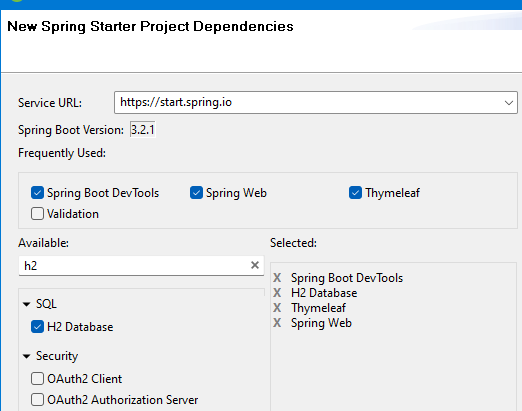 New Spring Starter Project Dependencies
Service URL: https://start.spring.io
Spring Boot Version: 3.2.1
Frequently Used:
Spring Boot DevTools Spring Web Thymeleaf
Validation
Available: Selected:
h2 X
X Spring Boot DevTools
SQL X H2 Database
X Thymeleaf
H2 Database X Spring Web
Security
OAuth2 Client
OAuth2 Authorization Server